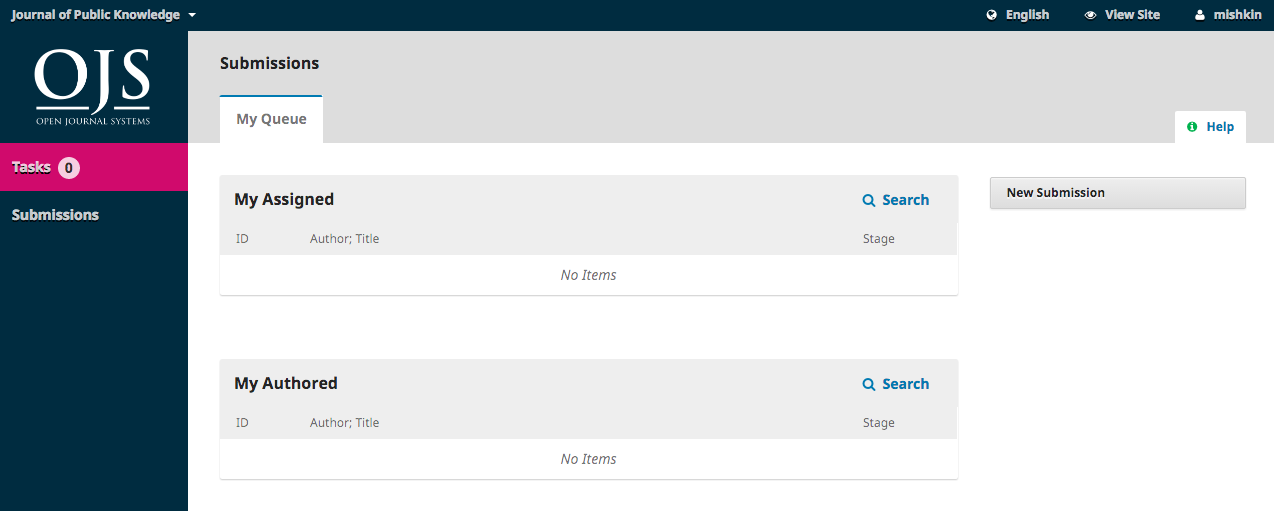 Journal of Public Knowledge English View Site mishkin
OJS
OPEN JOURNAL SYSTEMS
Submissions
My Queue
Help
Tasks 0
Submissions
My Assigned Search
ID Author; Title Stage
No Items
New Submission
My Authored Search
ID Author; Title Stage
No Items